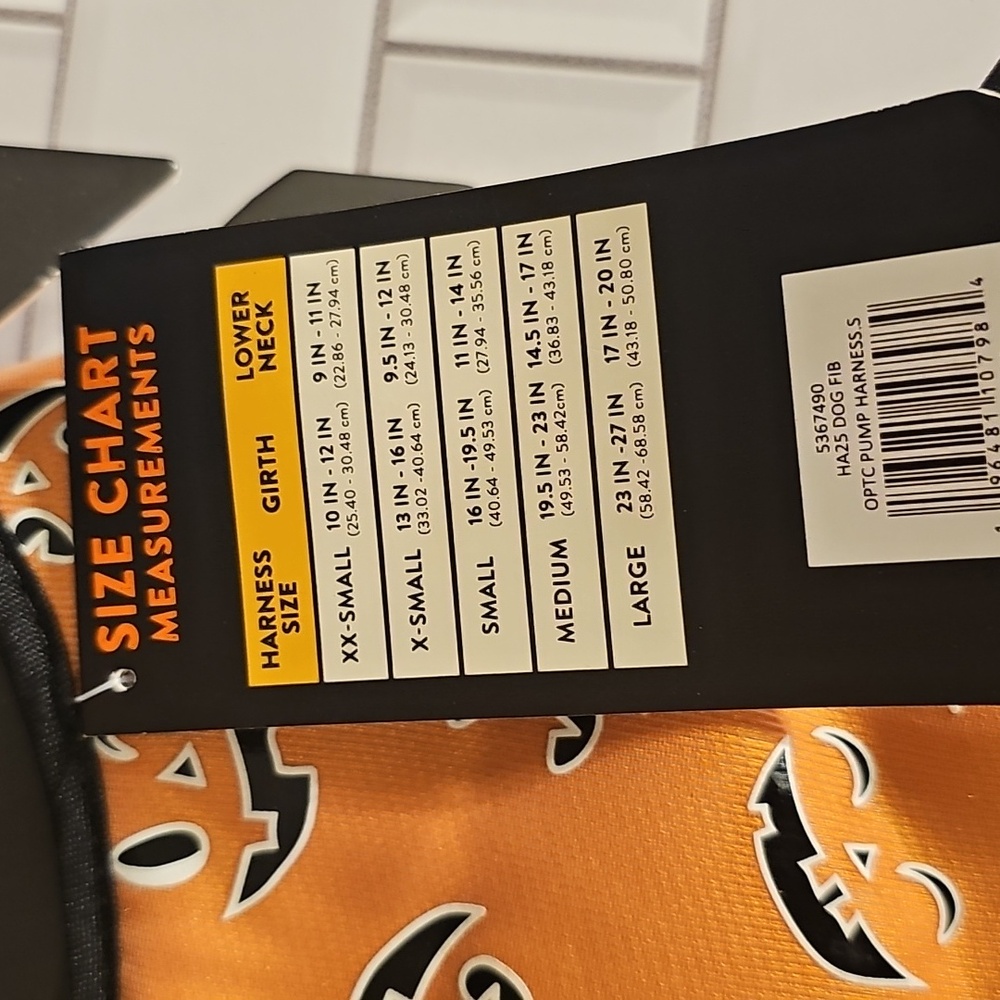 SIZE CHART
MEASUREMENTS
HARNESS SIZE GIRTH LOWER NECK
XX-SMALL 10 IN - 12 IN 9 IN - 11 IN
(25.40 - 30.48 cm) (22.86 - 27.94 cm)
X-SMALL 13 IN - 16 IN 9.5 IN - 12 IN
(33.02 -40.64 cm) (24.13 - 30.48 cm)
SMALL 16 IN -19.5 IN 11 IN - 14 IN
(40.64 - 49.53 cm) (27.94 - 35.56 cm)
MEDIUM 19.5 IN - 23 IN 14.5 IN - 17 IN
(49.53 - 58.42cm) (36.83 - 43.18 cm)
LARGE 23 IN -27 IN 17 IN - 20 IN
(58.42 - 68.58 cm) (43.18 - 50.80 cm)
5367490
HA25 DOG FIB
OPTC PUMP HARNESS.S
96481 10798 4